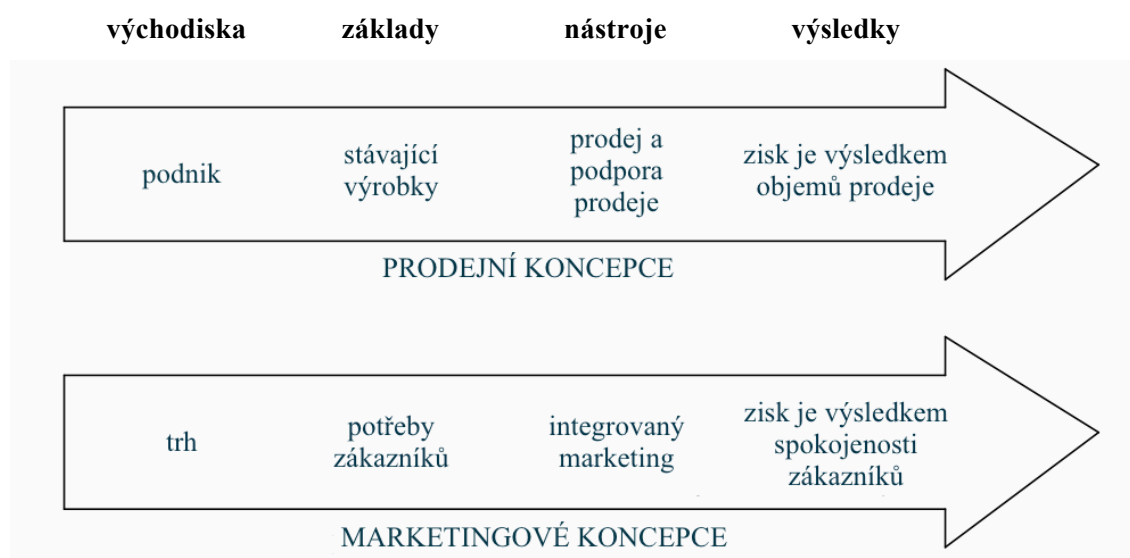 východiska základy nástroje výsledky
podnik
stávající
výrobky
prodej a
podpora
prodeje
zisk je výsledkem
objemů prodeje
PRODEJNÍ KONCEPCE
trh
potřeby
zákazníků
integrovaný
marketing
zisk je výsledkem
spokojenosti
zákazníků
MARKETINGOVÉ KONCEPCE